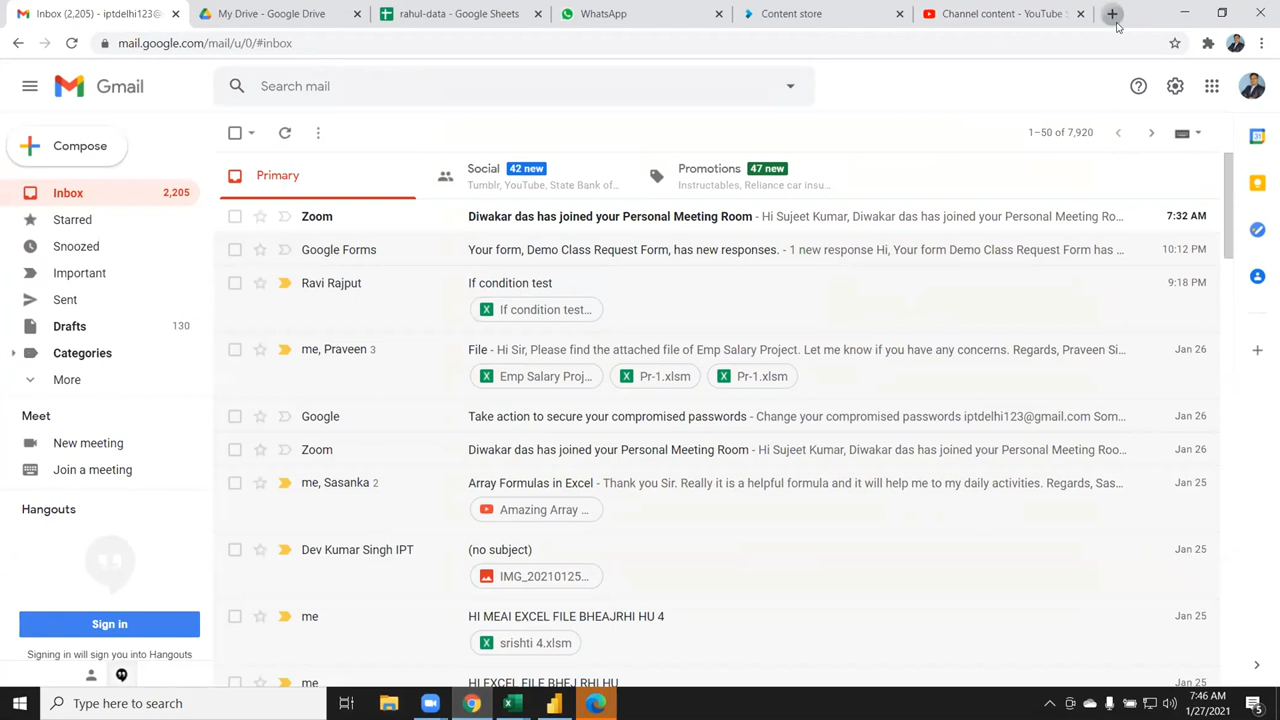 Inbox (2,205) - iptdelhi123@ My Drive - Google Drive rahul-data - Google Sheets WhatsApp Content store Channel content - YouTube
mail.google.com/mail/u/0/#inbox
Gmail Search mail
Compose
1–50 of 7,920
Inbox 2,205
Starred
Snoozed
Important
Sent
Drafts 130
Categories
More
Meet
New meeting
Join a meeting
Hangouts
Sign in
Signing in will sign you into Hangouts
Primary
Social 42 new
Tumblr, YouTube, State Bank of...
Promotions 47 new
Instructables, Reliance car insu...
Zoom Diwakar das has joined your Personal Meeting Room - Hi Sujeet Kumar, Diwakar das has joined your Personal Meeting Ro... 7:32 AM
Google Forms Your form, Demo Class Request Form, has new responses. - 1 new response Hi, Your form Demo Class Request Form has ... 10:12 PM
Ravi Rajput If condition test 9:18 PM
If condition test...
me, Praveen 3 File - Hi Sir, Please find the attached file of Emp Salary Project. Let me know if you have any concerns. Regards, Praveen Si... Jan 26
Emp Salary Proj... Pr-1.xlsm Pr-1.xlsm
Google Take action to secure your compromised passwords - Change your compromised passwords iptdelhi123@gmail.com Som... Jan 26
Zoom Diwakar das has joined your Personal Meeting Room - Hi Sujeet Kumar, Diwakar das has joined your Personal Meeting Roo... Jan 26
me, Sasanka 2 Array Formulas in Excel - Thank you Sir. Really it is a helpful formula and it will help me to my daily activities. Regards, Sas... Jan 25
Amazing Array ...
Dev Kumar Singh IPT (no subject) Jan 25
IMG_20210125...
me HI MEAI EXCEL FILE BHEAJRHI HU 4 Jan 25
srishti 4.xlsm
me HI EXCEL FILE BHEJ RHI HU
Type here to search
7:46 AM
1/27/2021
5